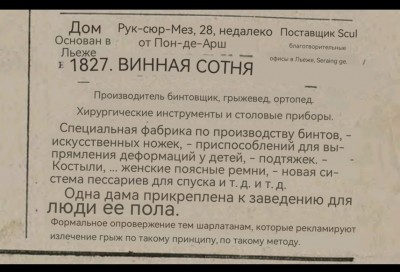 Дом Рук-сюр-Мез, 28, недалеко Поставщик Scul
Основан в Льеже от Пон-де-Арш благотворительные
офисы в Льеже, Seraing ge.
в 1827. ВИННАЯ СОТНЯ
Производитель бинтовщик, грыжевед, ортопед.
Хирургические инструменты и столовые приборы.
Специальная фабрика по производству бинтов, –
искусственных ножек, – приспособлений для вы-
прямления деформаций у детей, – подтяжек. –
Костыли, ... женские поясные ремни, – новая си-
стема пессариев для спуска и т. д. и т. д.
Одна дама прикреплена к заведению для
люди ее пола.
Формальное опровержение тем шарлатанам, которые рекламируют
излечение грыж по такому принципу, по такому методу.